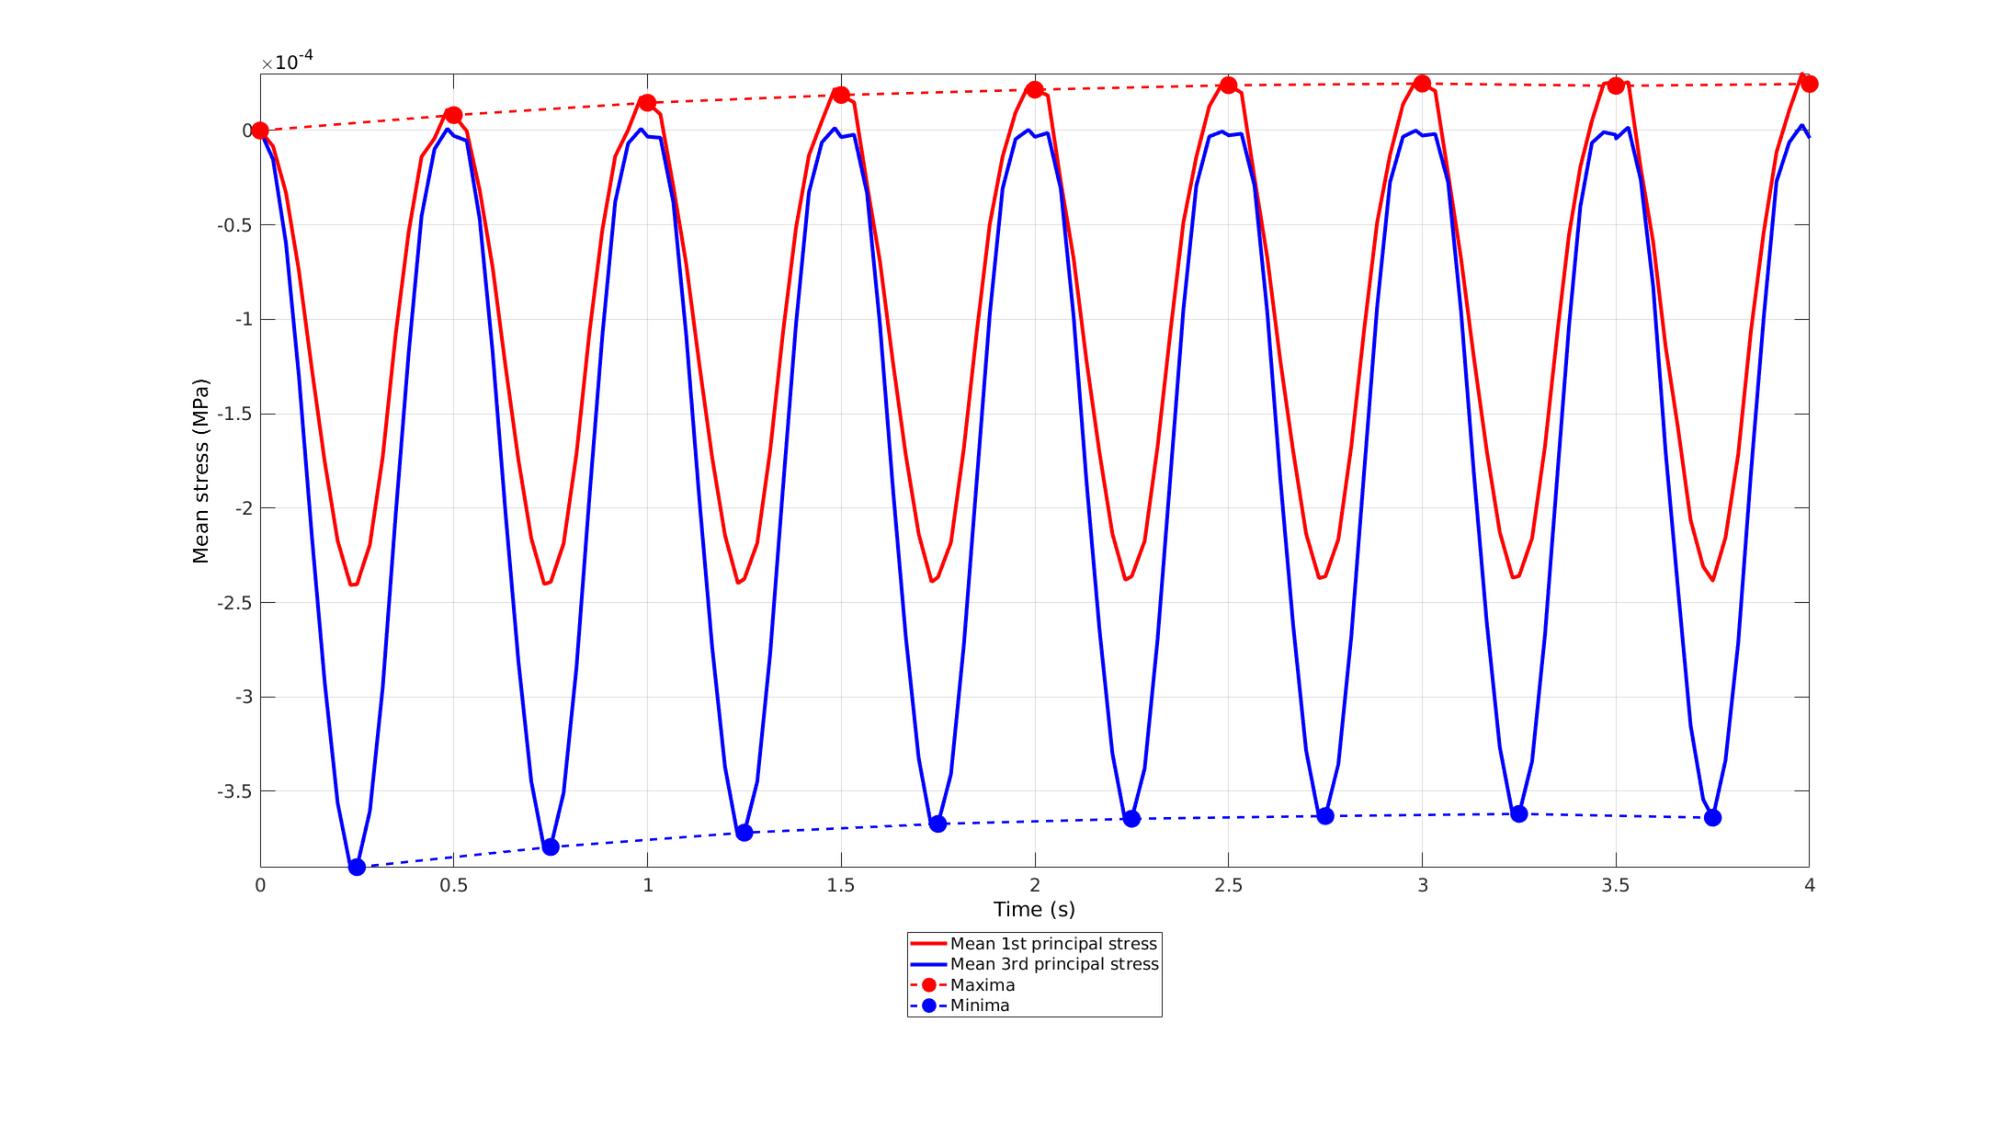 ×10-4
0
-0.5
-1
-1.5
-2
-2.5
-3
-3.5
Mean stress (MPa)
0 0.5 1 1.5 2 2.5 3 3.5 4
Time (s)
Mean 1st principal stress
Mean 3rd principal stress
Maxima
Minima